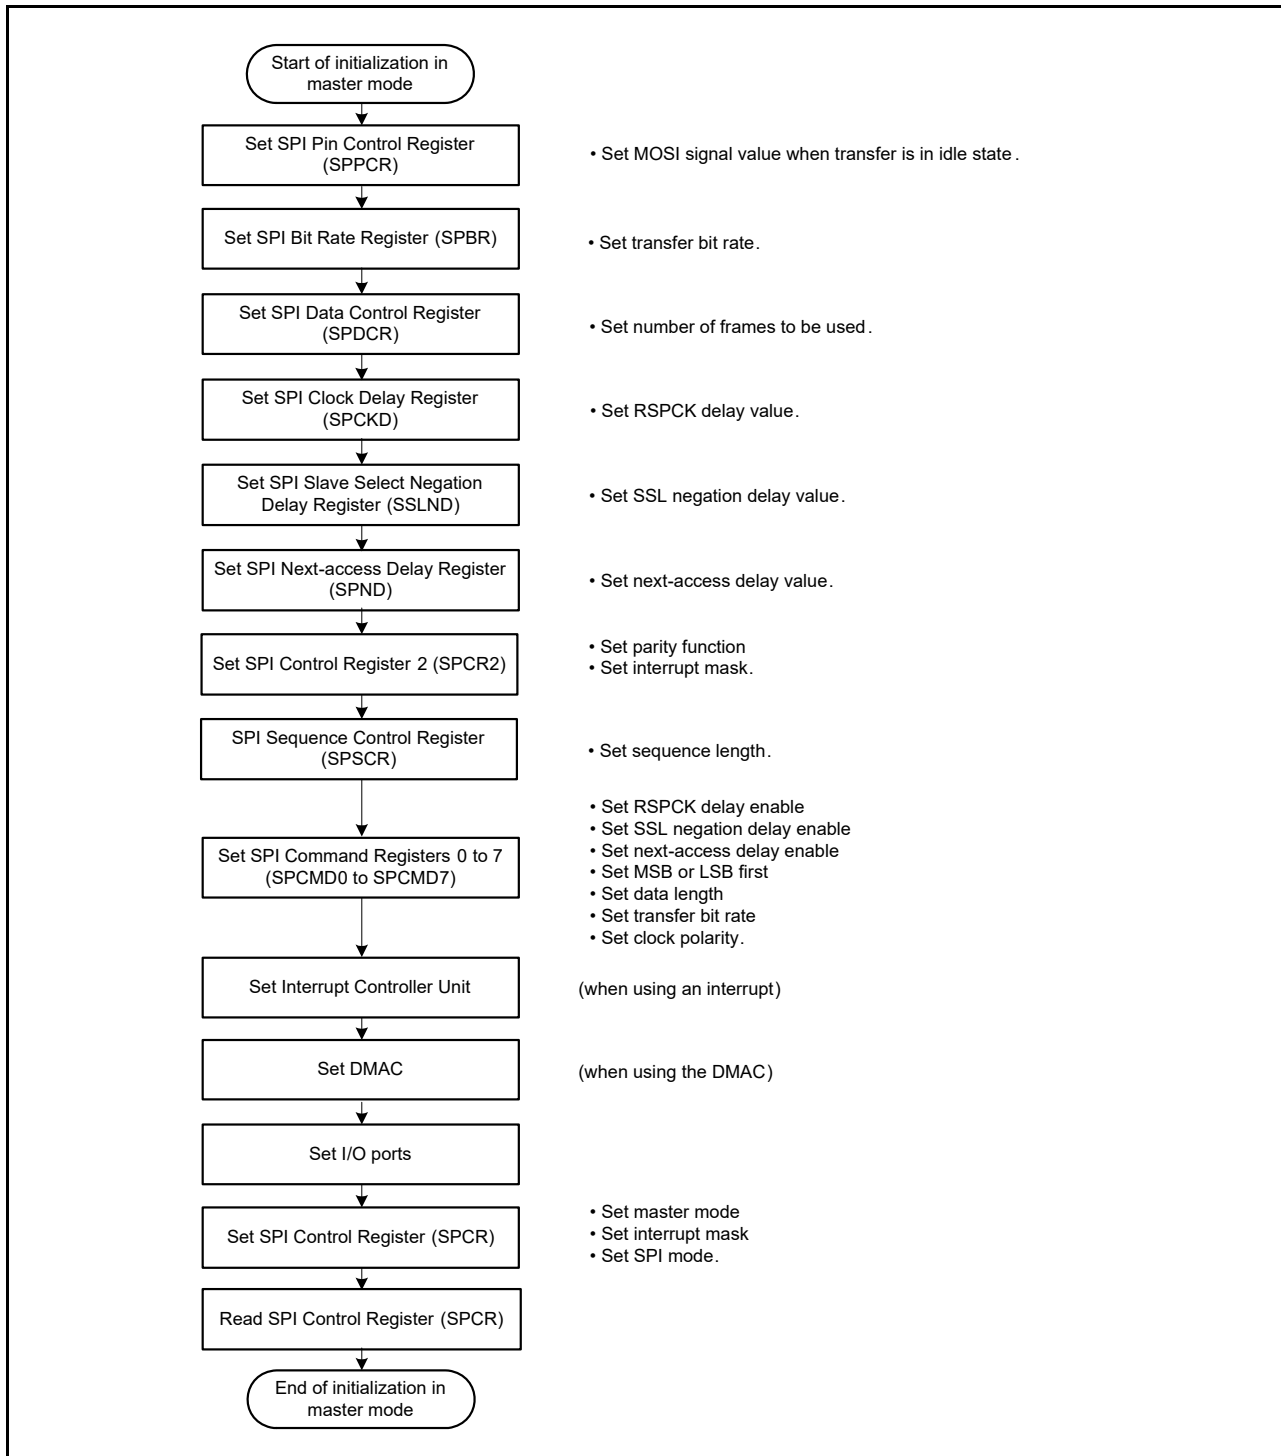 Start of initialization in
master mode
Set SPI Pin Control Register
(SPPCR)
• Set MOSI signal value when transfer is in idle state.
Set SPI Bit Rate Register (SPBR)
• Set transfer bit rate.
Set SPI Data Control Register
(SPDCR)
• Set number of frames to be used.
Set SPI Clock Delay Register
(SPCKD)
• Set RSPCK delay value.
Set SPI Slave Select Negation
Delay Register (SSLND)
• Set SSL negation delay value.
Set SPI Next-access Delay Register
(SPND)
• Set next-access delay value.
Set SPI Control Register 2 (SPCR2)
• Set parity function
• Set interrupt mask.
SPI Sequence Control Register
(SPSCR)
• Set sequence length.
Set SPI Command Registers 0 to 7
(SPCMD0 to SPCMD7)
• Set RSPCK delay enable
• Set SSL negation delay enable
• Set next-access delay enable
• Set MSB or LSB first
• Set data length
• Set transfer bit rate
• Set clock polarity.
Set Interrupt Controller Unit
(when using an interrupt)
Set DMAC
(when using the DMAC)
Set I/O ports
Set SPI Control Register (SPCR)
• Set master mode
• Set interrupt mask
• Set SPI mode.
Read SPI Control Register (SPCR)
End of initialization in
master mode